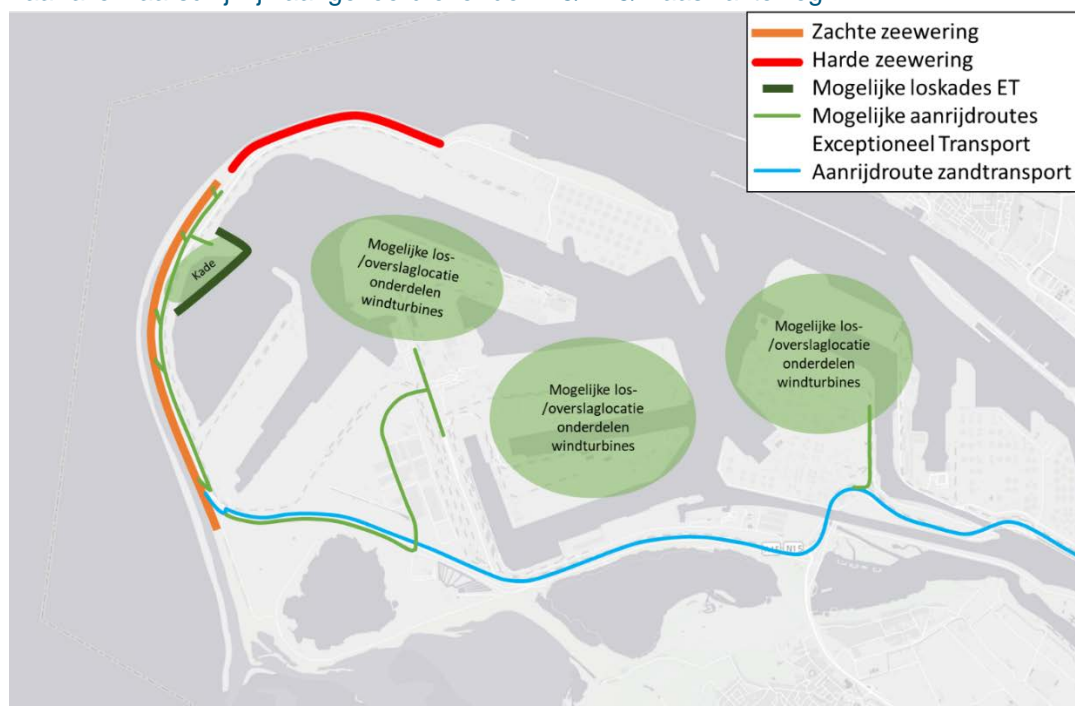 Zachte zeewering
Harde zeewering
Mogelijke loskades ET
Mogelijke aanrijdroutes
Exceptioneel Transport
Aanrijdroute zandtransport
Kade
Mogelijke los-
/overslaglocatie
onderdelen
windturbines
Mogelijke los-
/overslaglocatie
onderdelen
windturbines
Mogelijke los-
/overslaglocatie
onderdelen
windturbines
N15